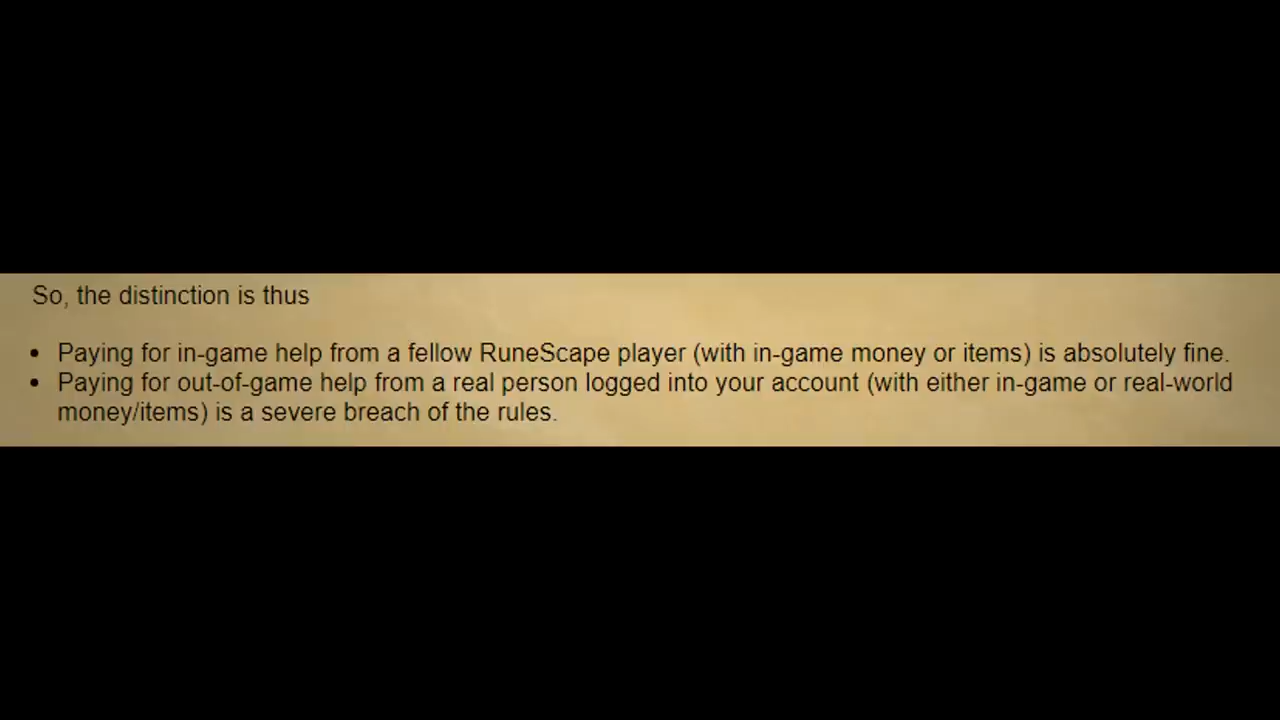 So, the distinction is thus
• Paying for in-game help from a fellow RuneScape player (with in-game money or items) is absolutely fine.
• Paying for out-of-game help from a real person logged into your account (with either in-game or real-world
money/items) is a severe breach of the rules.